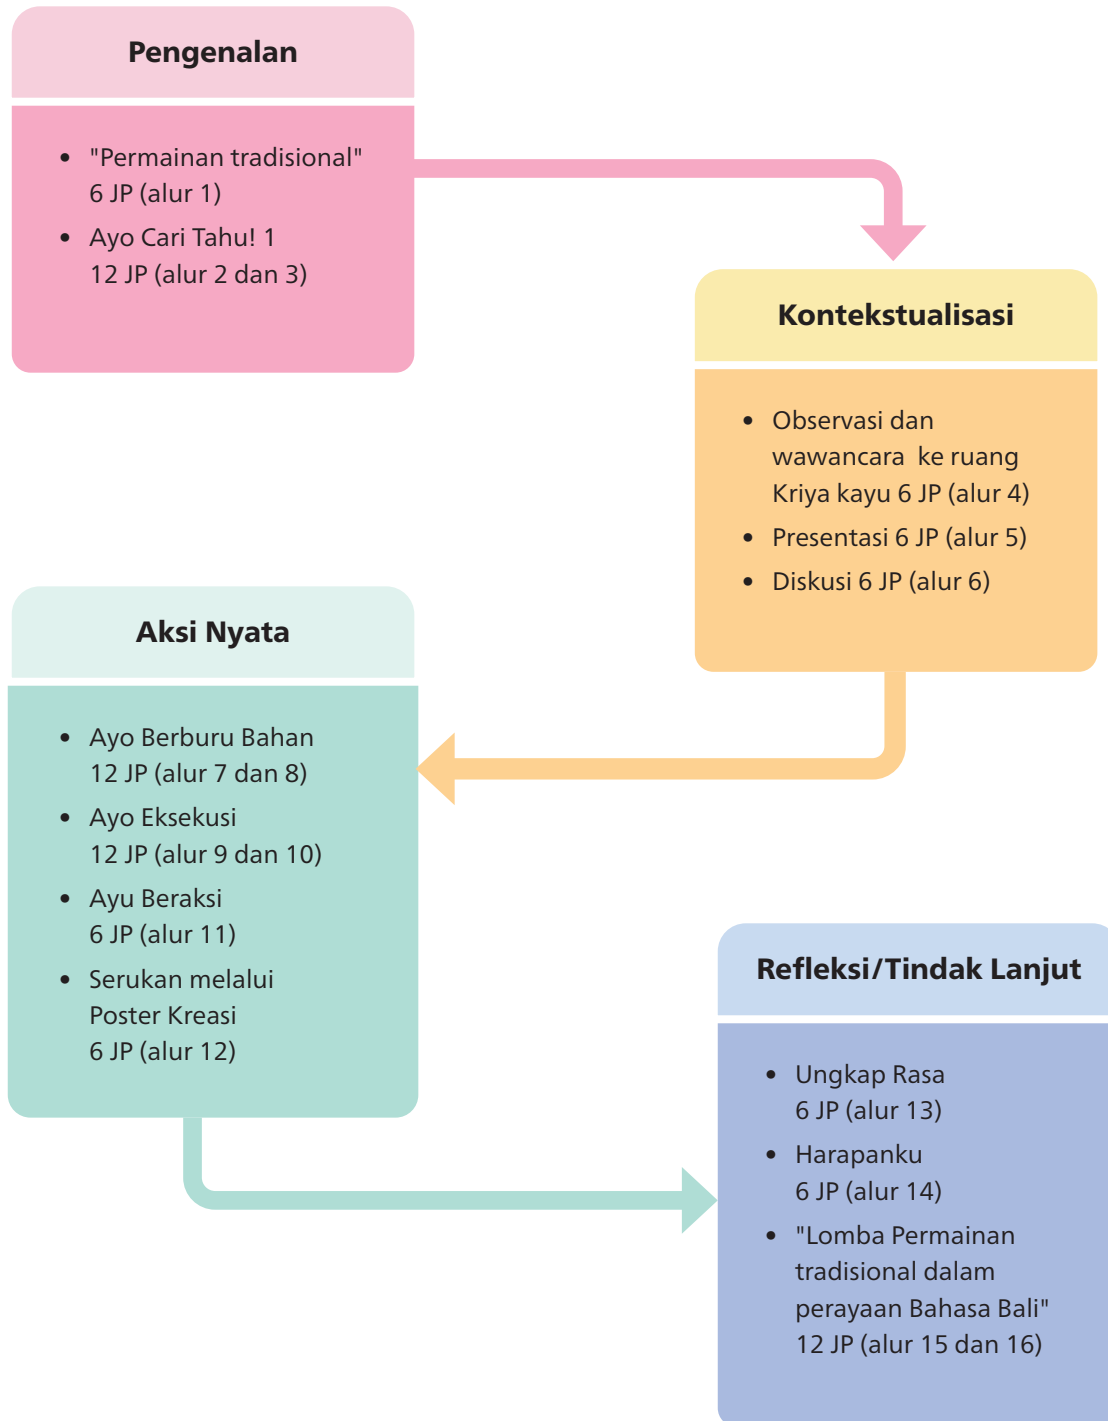 Pengenalan
• "Permainan tradisional"
6 JP (alur 1)
• Ayo Cari Tahu! 1
12 JP (alur 2 dan 3)
Kontekstualisasi
• Observasi dan
wawancara ke ruang
Kriya kayu 6 JP (alur 4)
• Presentasi 6 JP (alur 5)
• Diskusi 6 JP (alur 6)
Aksi Nyata
• Ayo Berburu Bahan
12 JP (alur 7 dan 8)
• Ayo Eksekusi
12 JP (alur 9 dan 10)
• Ayu Beraksi
6 JP (alur 11)
• Serukan melalui
Poster Kreasi
6 JP (alur 12)
Refleksi/Tindak Lanjut
• Ungkap Rasa
6 JP (alur 13)
• Harapanku
6 JP (alur 14)
• "Lomba Permainan
tradisional dalam
perayaan Bahasa Bali"
12 JP (alur 15 dan 16)